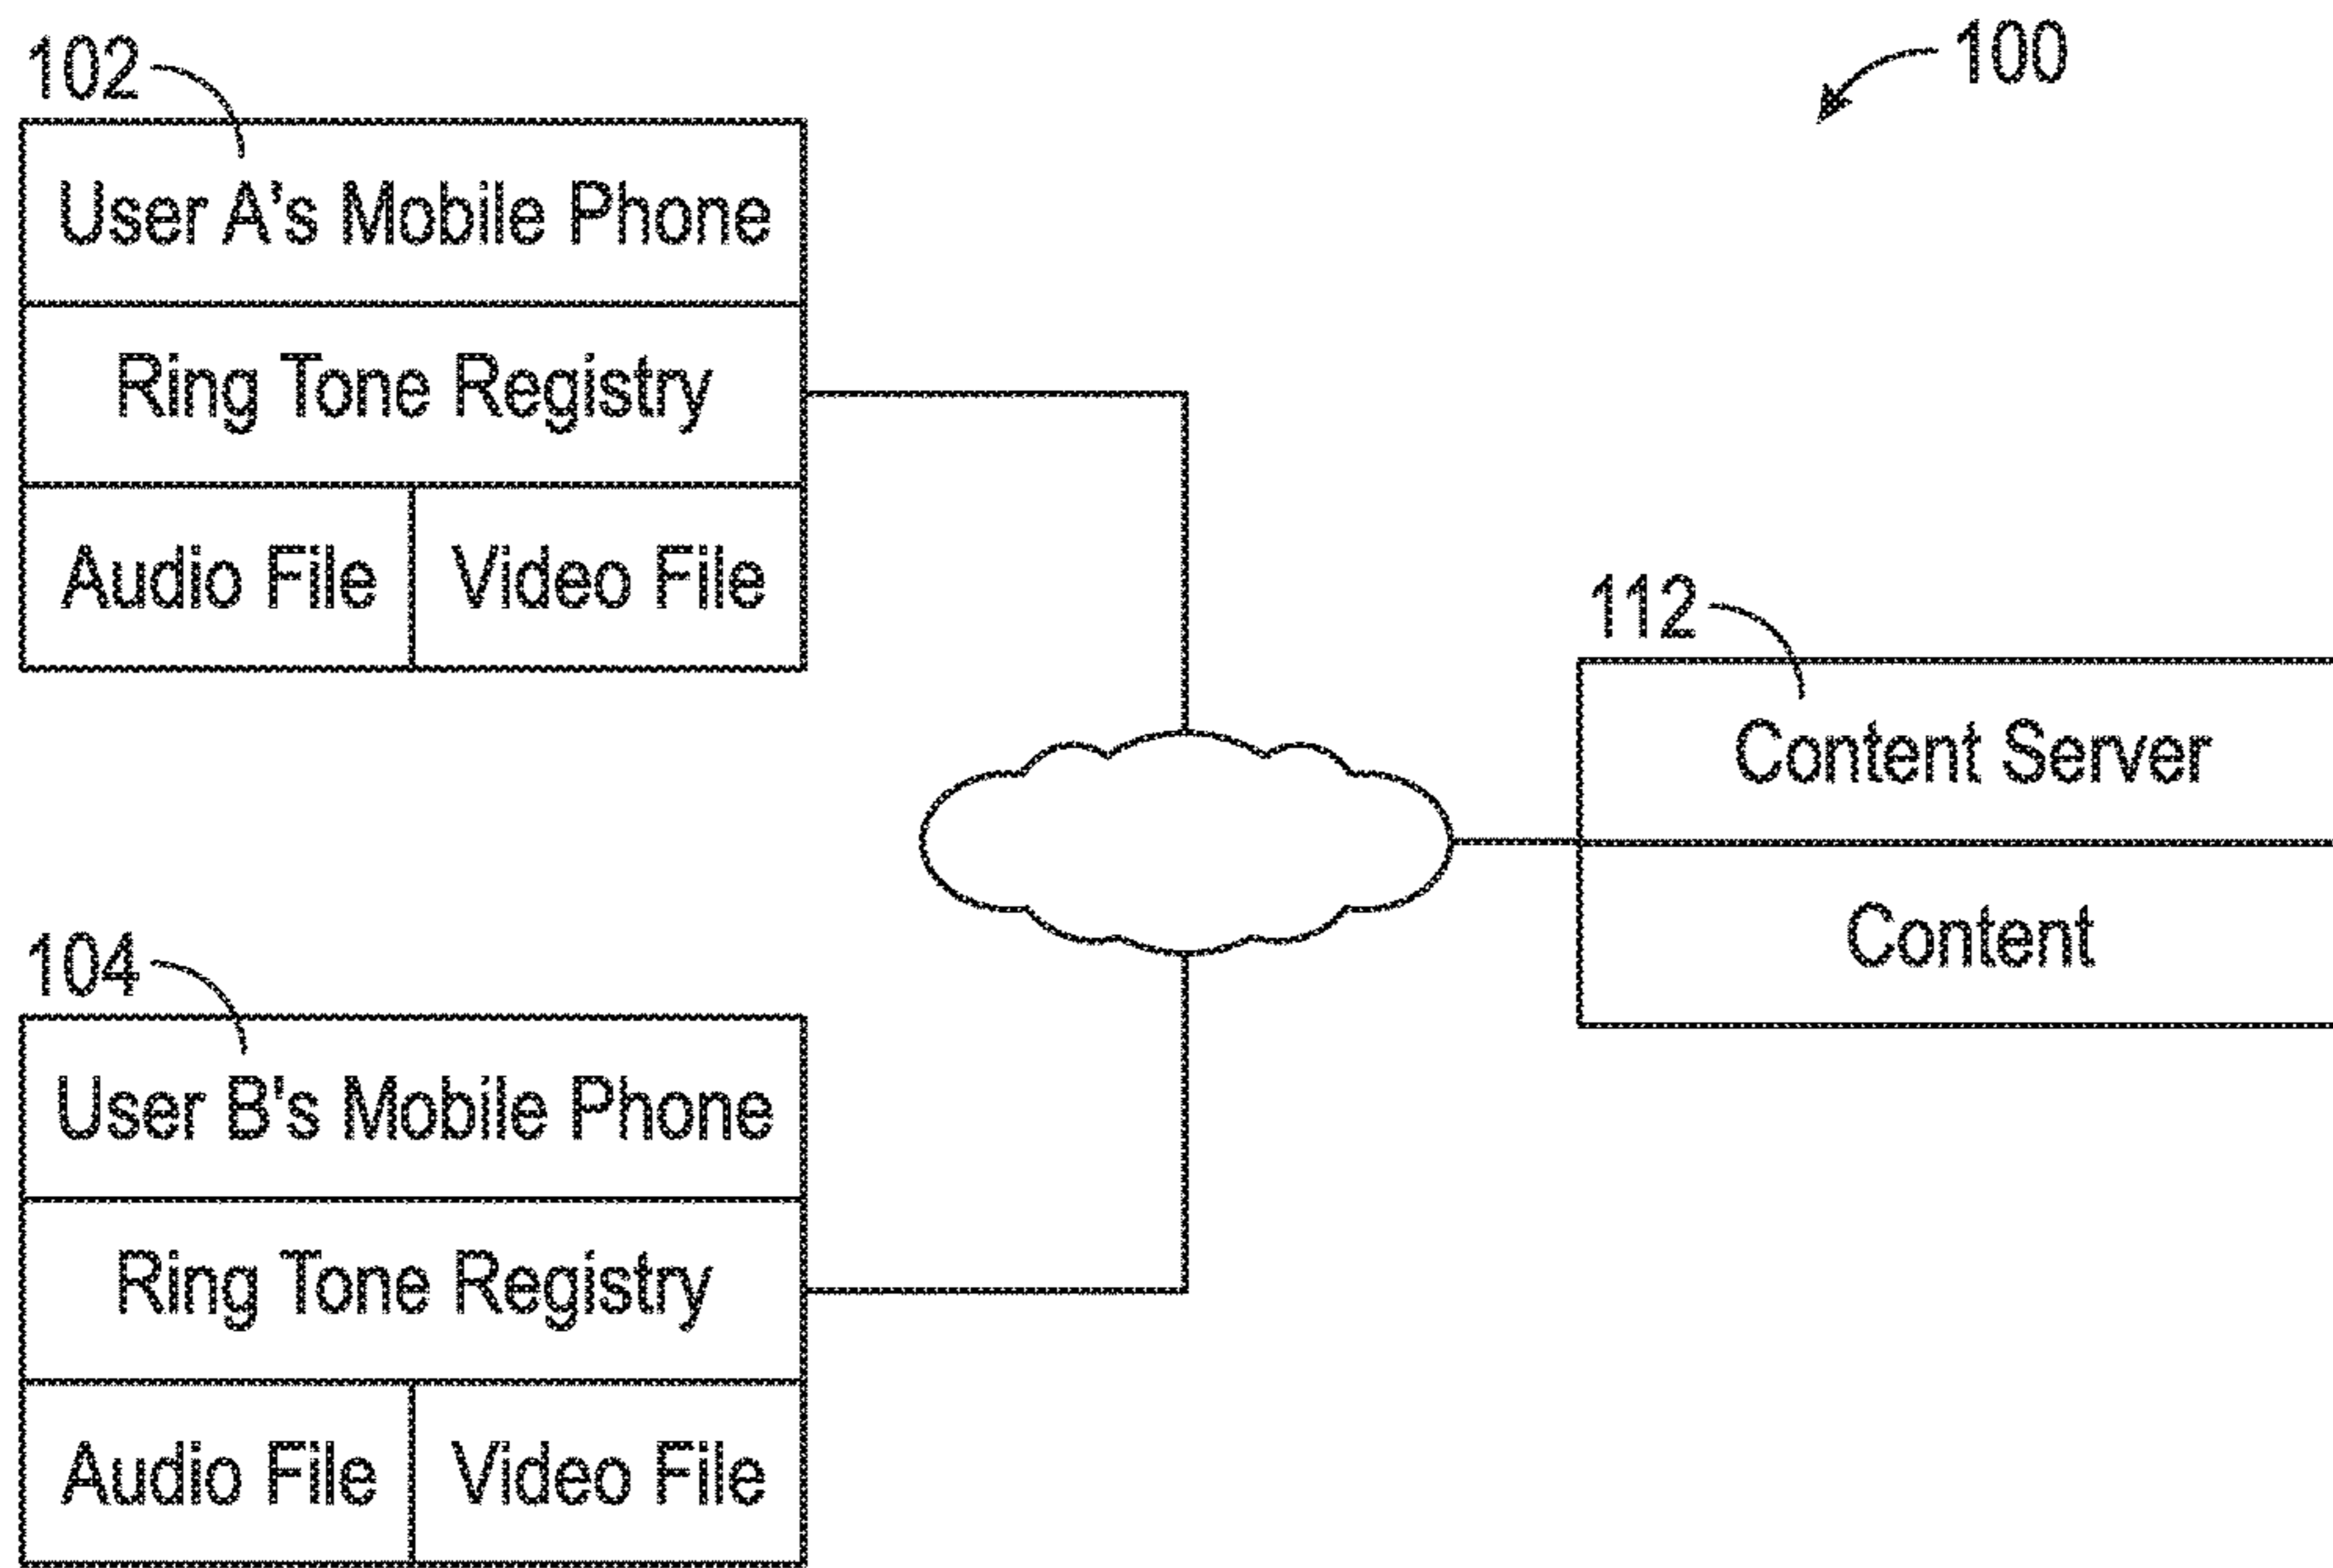 102
100
User A's Mobile Phone
Ring Tone Registry
Audio File
Video File
112
Content Server
Content
104
User B's Mobile Phone
Ring Tone Registry
Audio File
Video File